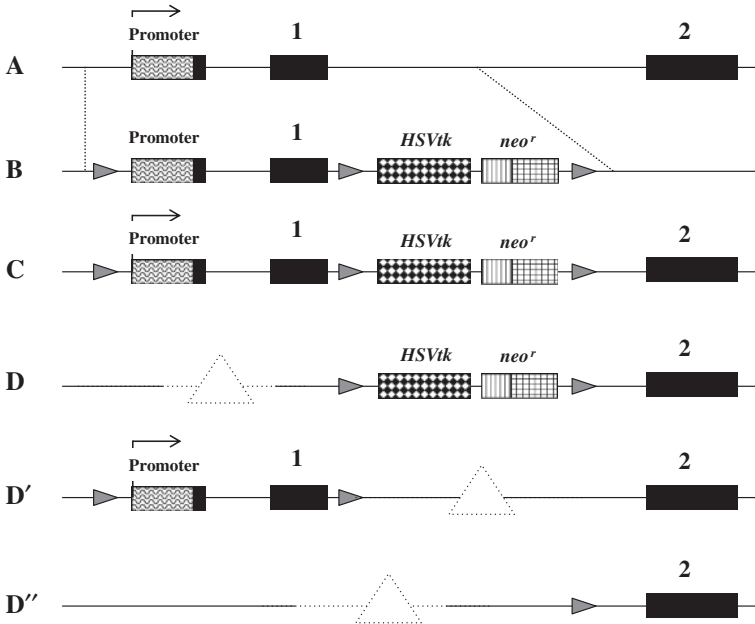 1
2
Promoter
A
1
HSVtk
neoʳ
Promoter
B
1
HSVtk
neoʳ
2
Promoter
C
HSVtk
neoʳ
2
D
1
2
Promoter
D′
2
D″